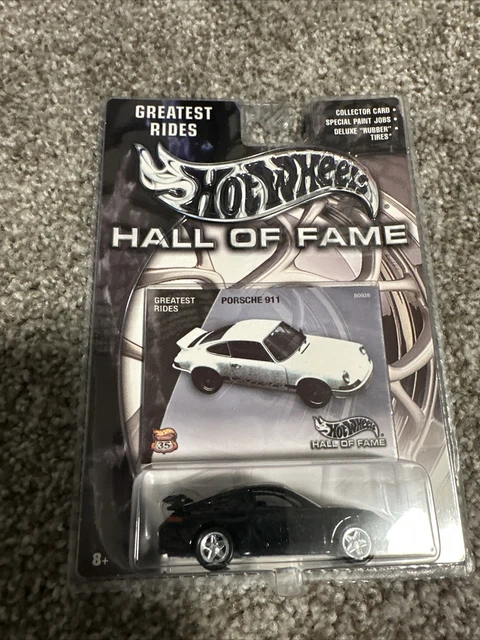 GREATEST
RIDES
COLLECTOR CARD •
SPECIAL PAINT JOBS •
DELUXE "RUBBER" •
TIRES*
HOT WHEELS
HALL OF FAME
GREATEST
RIDES
PORSCHE 911
35
HOT WHEELS
HALL OF FAME
8+